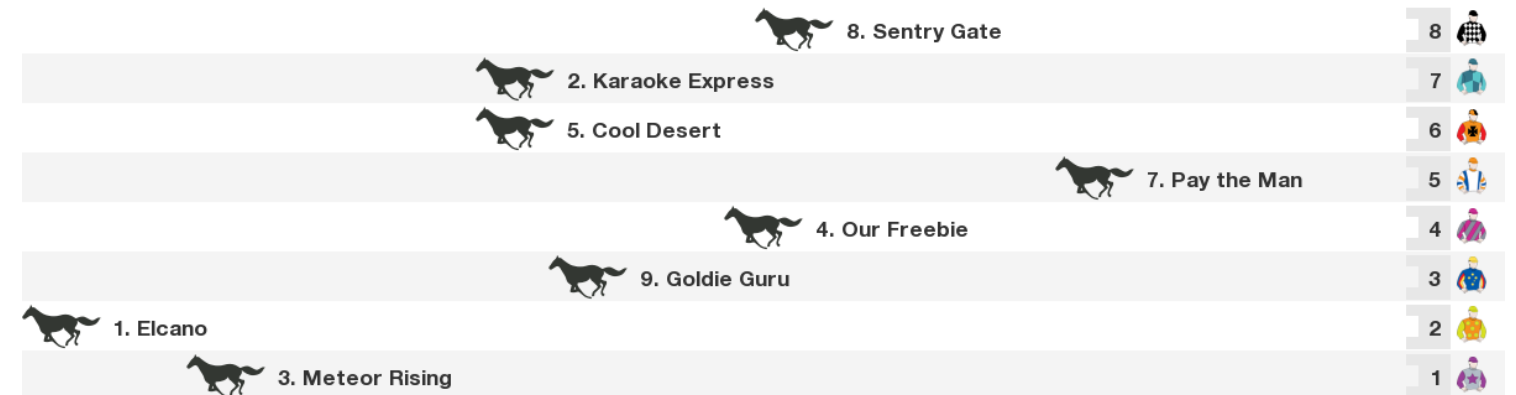 8. Sentry Gate 8
2. Karaoke Express 7
5. Cool Desert 6
7. Pay the Man 5
4. Our Freebie 4
9. Goldie Guru 3
1. Elcano 2
3. Meteor Rising 1